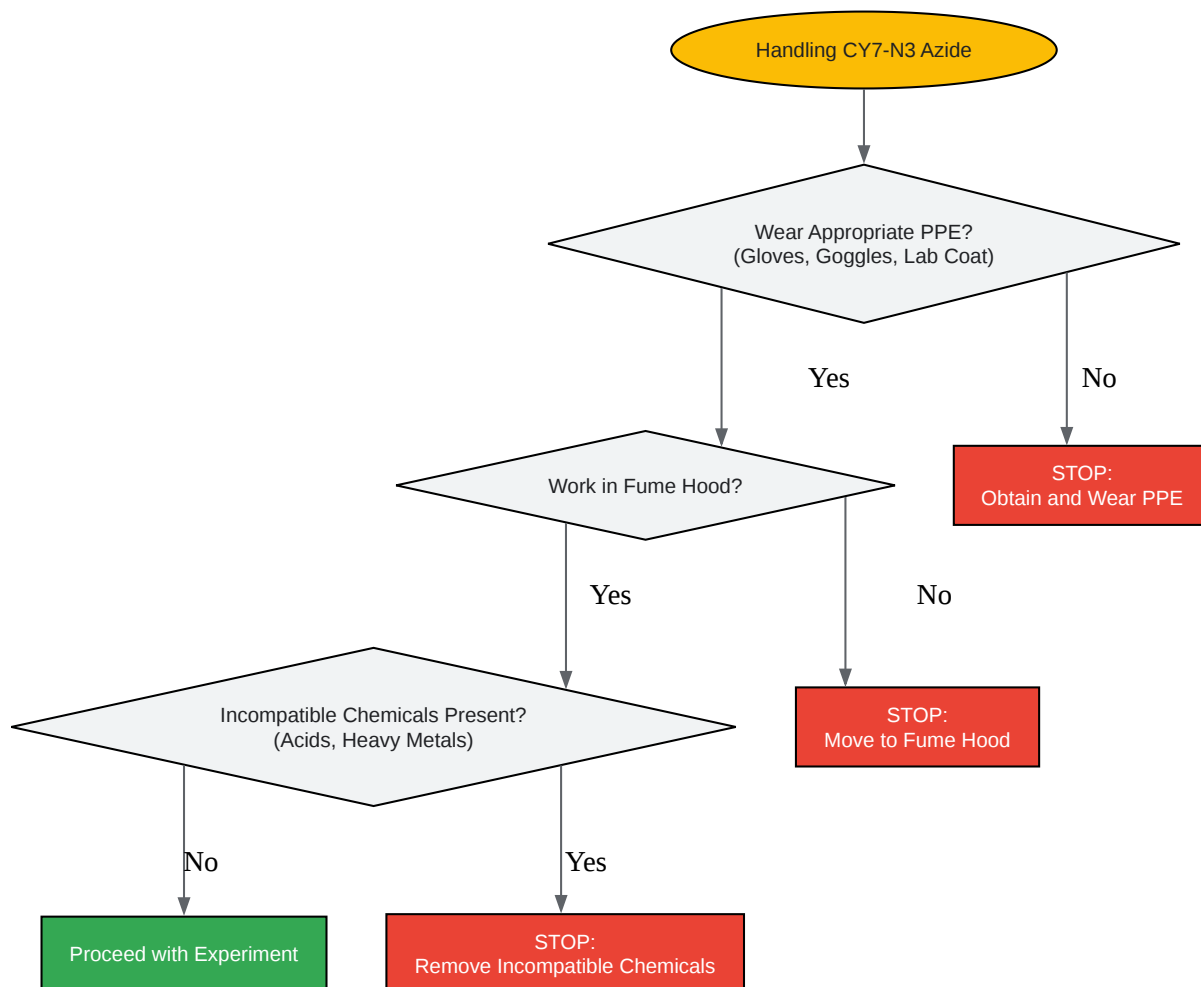 Handling CY7-N3 Azide
Wear Appropriate PPE?
(Gloves, Goggles, Lab Coat)
Yes
No
Work in Fume Hood?
STOP:
Obtain and Wear PPE
Yes
No
Incompatible Chemicals Present?
(Acids, Heavy Metals)
STOP:
Move to Fume Hood
No
Yes
Proceed with Experiment
STOP:
Remove Incompatible Chemicals